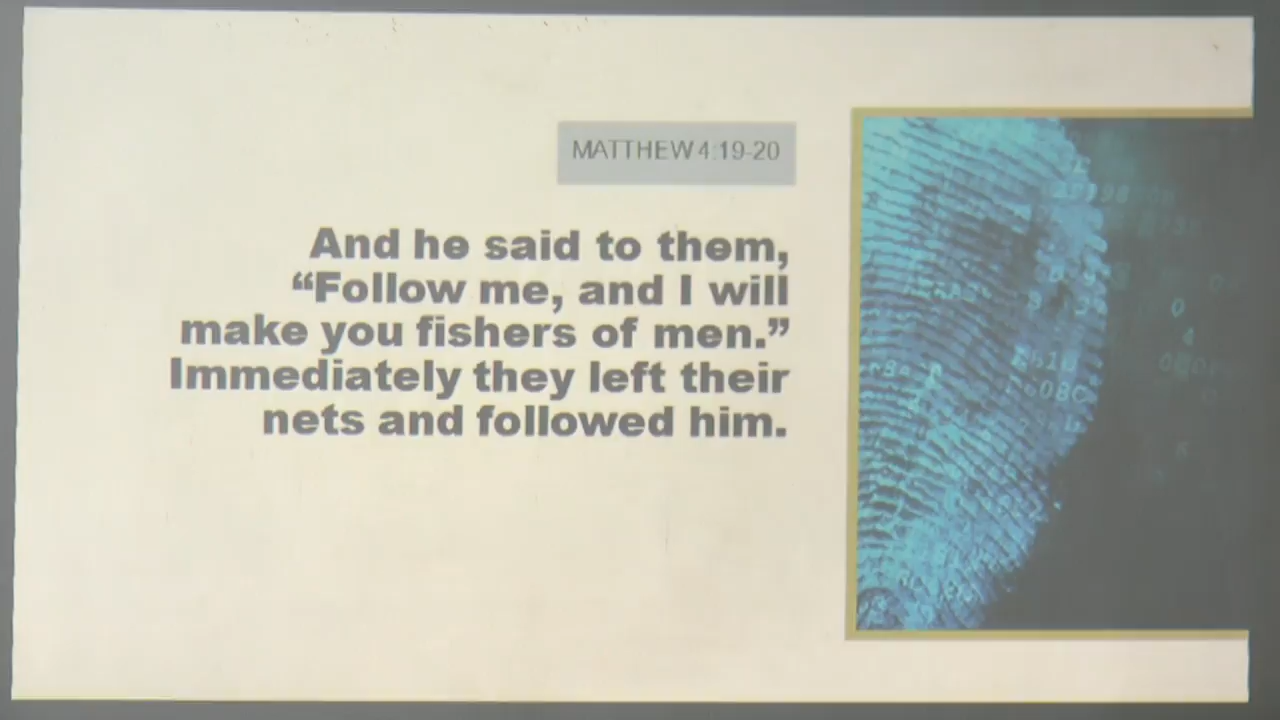 MATTHEW 4:19-20
And he said to them,
“Follow me, and I will
make you fishers of men.”
Immediately they left their
nets and followed him.